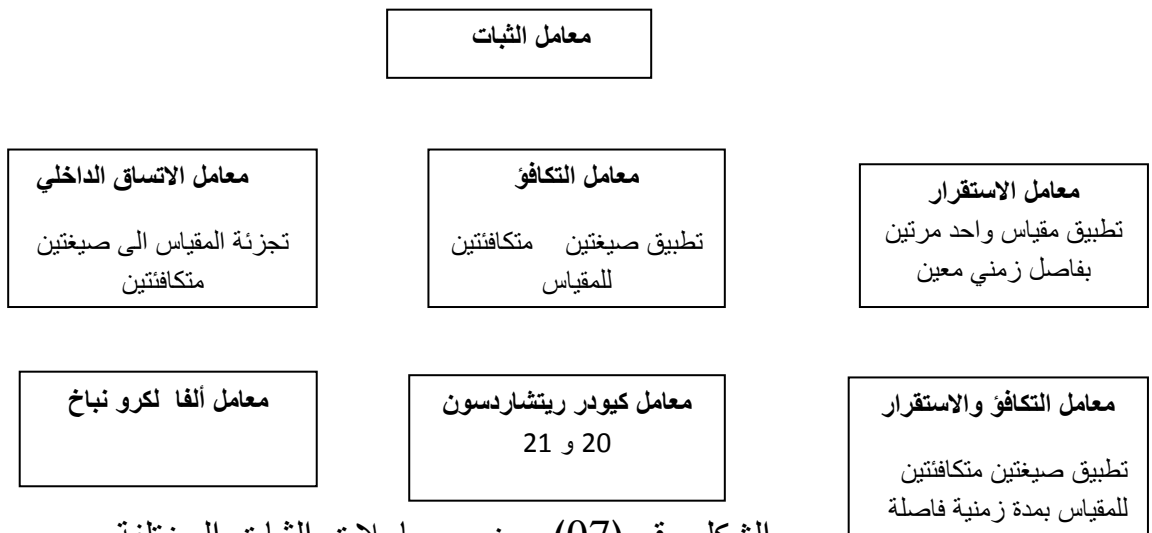 معامل الثبات
معامل الاستقرار
تطبيق مقياس واحد مرتين
بفاصل زمني معين
معامل التكافؤ
تطبيق صيغتين متكافئتين
للمقياس
معامل الاتساق الداخلي
تجزئة المقياس الى صيغتين
متكافئتين
معامل التكافؤ والاستقرار
تطبيق صيغتين متكافئتين
للمقياس بمدة زمنية فاصلة
معامل كيودر ريتشاردسون
20 و 21
معامل ألفا لكرو نباخ
(07)